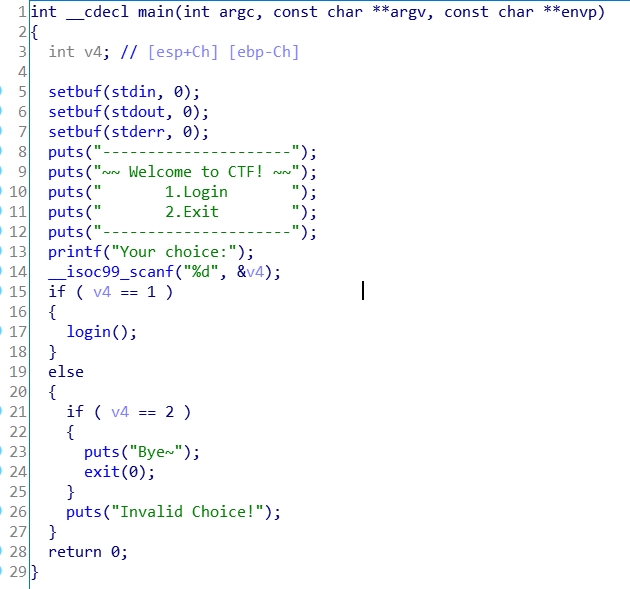 1 int __cdecl main(int argc, const char **argv, const char **envp)
2 {
3   int v4; // [esp+Ch] [ebp-Ch]
4
5   setbuf(stdin, 0);
6   setbuf(stdout, 0);
7   setbuf(stderr, 0);
8   puts("---------------------");
9   puts("~~ Welcome to CTF! ~~");
10   puts("       1.Login       ");
11   puts("       2.Exit        ");
12   puts("---------------------");
13   printf("Your choice:");
14   __isoc99_scanf("%d", &v4);
15   if ( v4 == 1 )
16   {
17     login();
18   }
19   else
20   {
21     if ( v4 == 2 )
22     {
23       puts("Bye~");
24       exit(0);
25     }
26     puts("Invalid Choice!");
27   }
28   return 0;
29 }